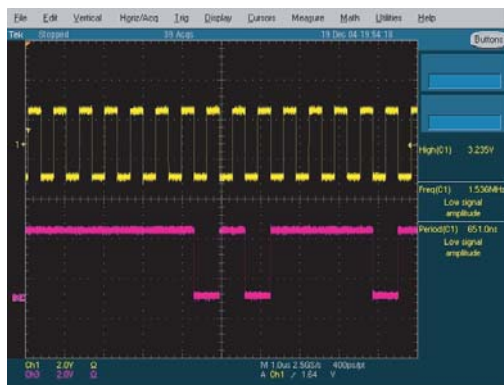 File Edit Vertical Horiz/Acq Trig Display Cursors Measure Math Utilities Help
Tek Stopped 39 Acqs 19 Dec 04 19:54:18
Buttons
1
High(C1) 3.235V
Freq(C1) 1.536MHz
Low signal
amplitude
Period(C1) 651.0ns
Low signal
amplitude
Ch1 2.0V Ω M 1.0us 2.5GS/s 400ps/pt
Ch3 2.0V Ω A Ch1 1.64 V